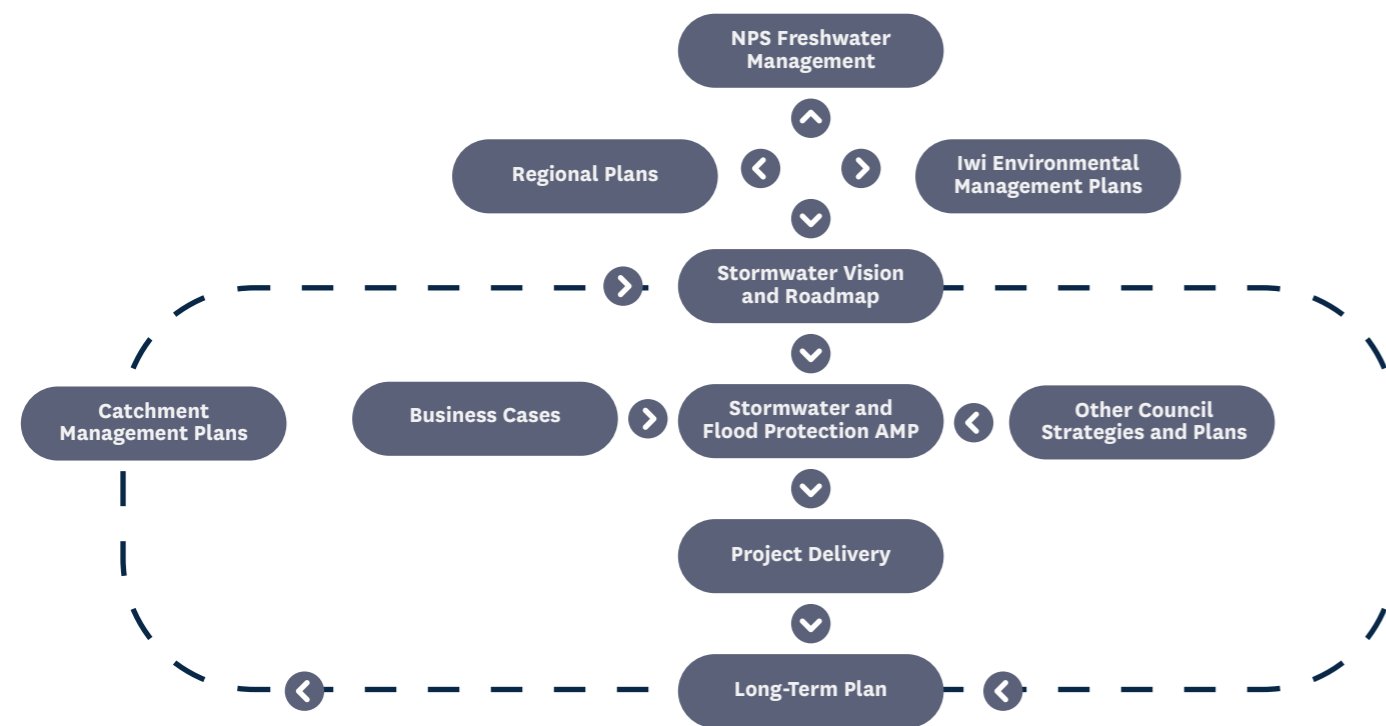 NPS Freshwater
Management
Regional Plans
Iwi Environmental
Management Plans
Stormwater Vision
and Roadmap
Catchment
Management Plans
Business Cases
Stormwater and
Flood Protection AMP
Other Council
Strategies and Plans
Project Delivery
Long-Term Plan